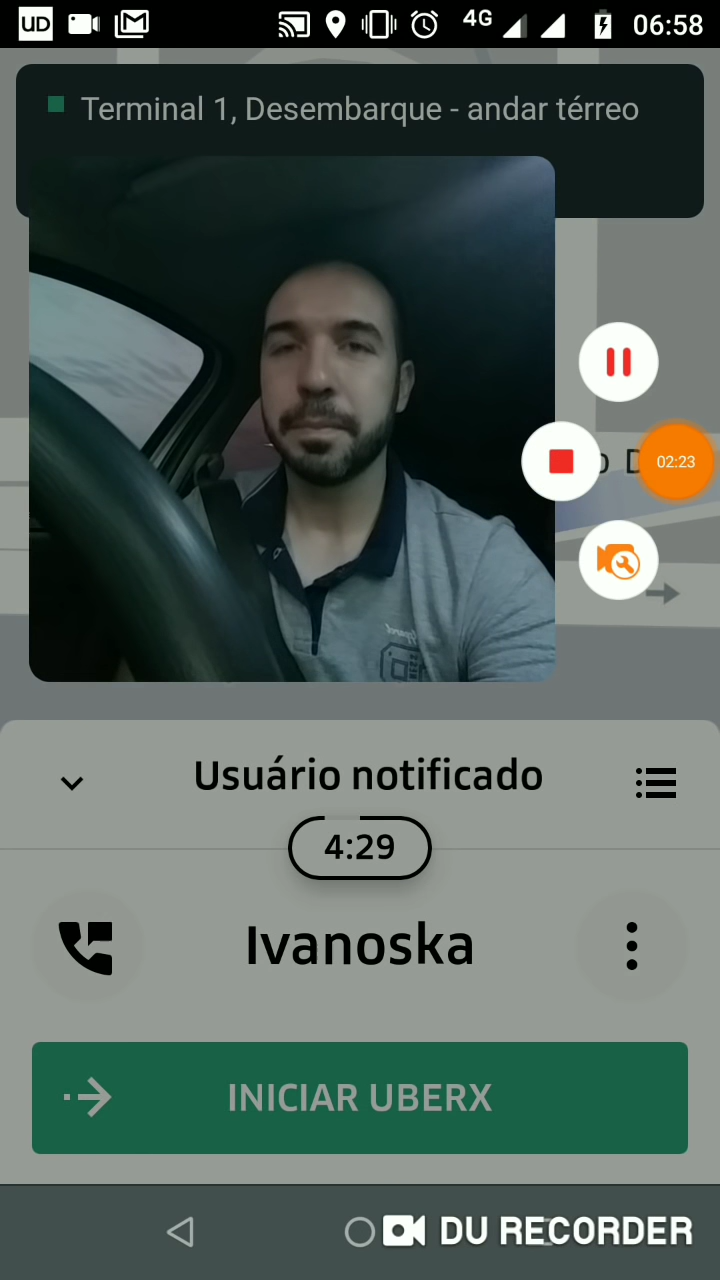 UD
4G
06:58
Terminal 1, Desembarque - andar térreo
02:23
Usuário notificado
4:29
Ivanoska
INICIAR UBERX
DU RECORDER